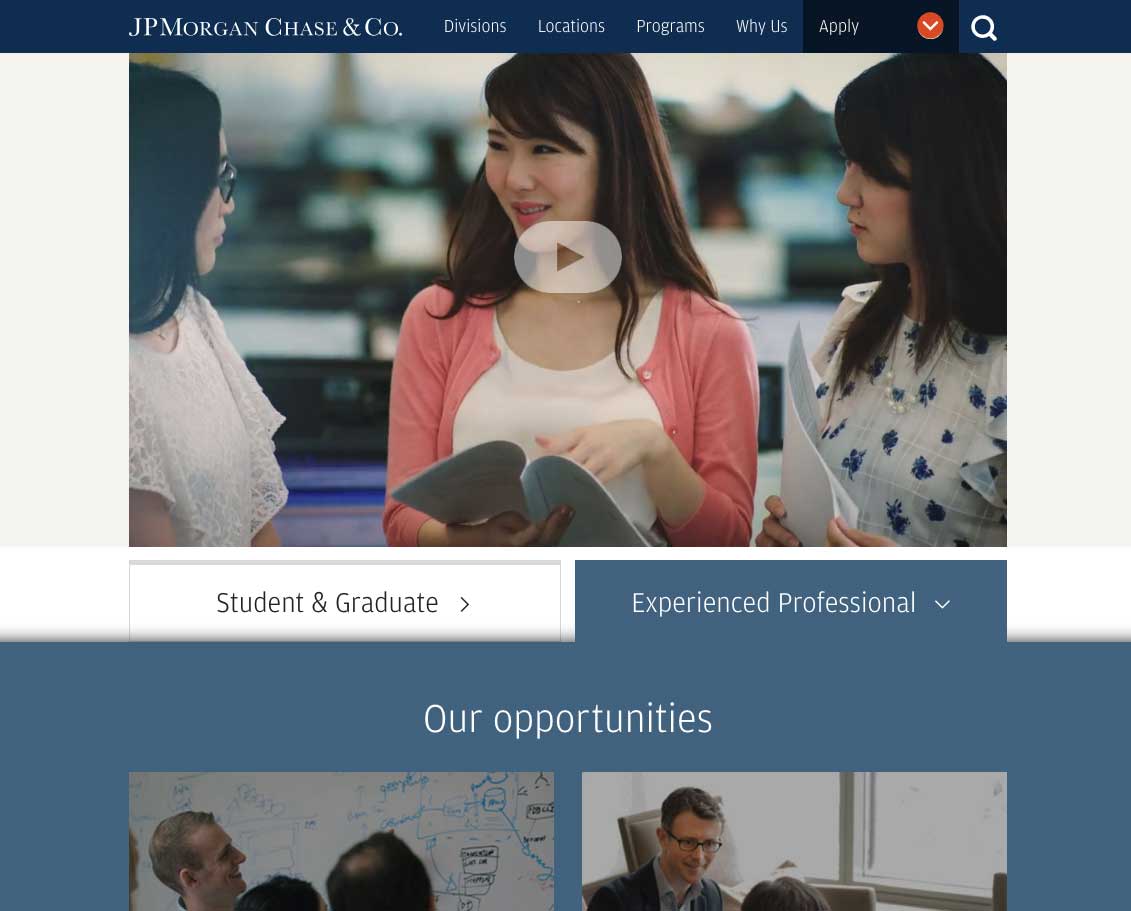 JPMORGAN CHASE & CO.
Divisions
Locations
Programs
Why Us
Apply
Student & Graduate
Experienced Professional
Our opportunities